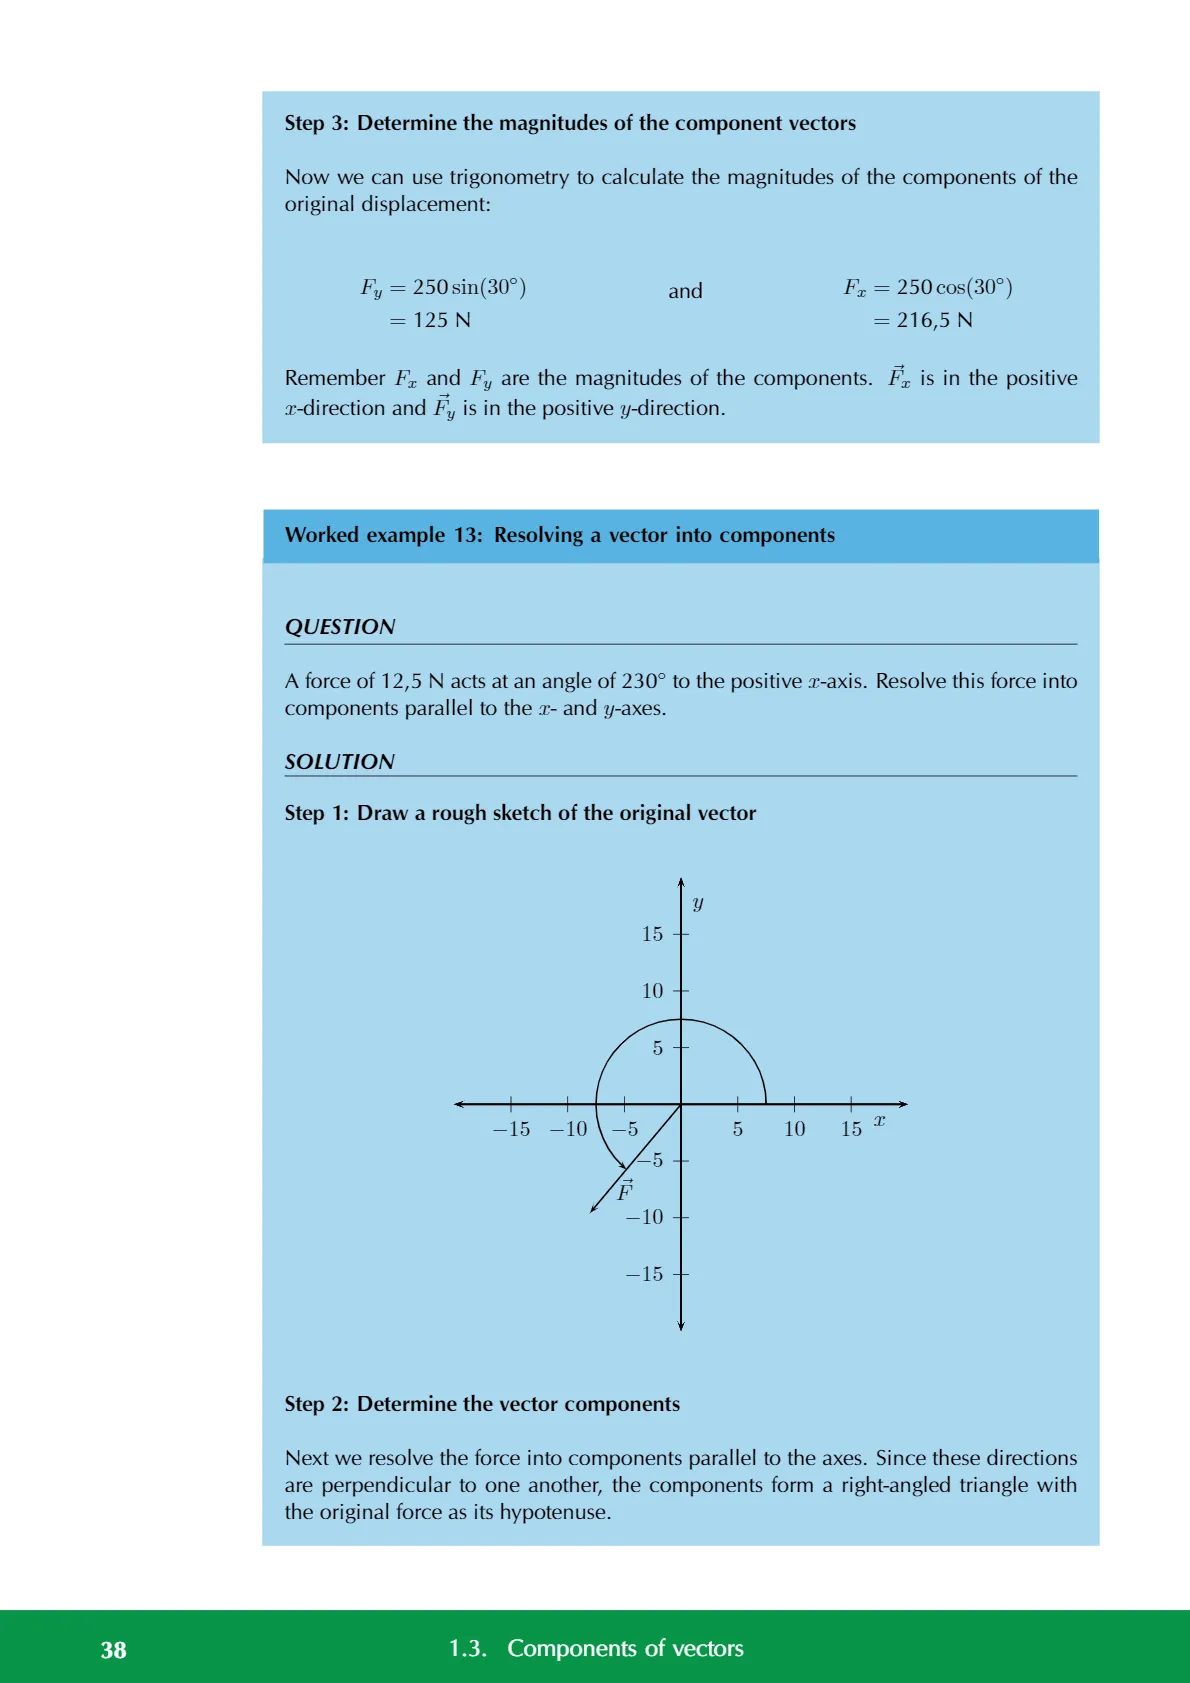 Step 3: Determine the magnitudes of the component vectors
Now we can use trigonometry to calculate the magnitudes of the components of the
original displacement:
F_y = 250 sin(30°) and F_x = 250 cos(30°)
= 125 N = 216,5 N
Remember F_x and F_y are the magnitudes of the components. \vec{F}_x is in the positive
x-direction and \vec{F}_y is in the positive y-direction.
Worked example 13: Resolving a vector into components
QUESTION
A force of 12,5 N acts at an angle of 230° to the positive x-axis. Resolve this force into
components parallel to the x- and y-axes.
SOLUTION
Step 1: Draw a rough sketch of the original vector
y
15
10
5
−15 −10 −5 5 10 15 x
−5
\vec{F}
−10
−15
Step 2: Determine the vector components
Next we resolve the force into components parallel to the axes. Since these directions
are perpendicular to one another, the components form a right-angled triangle with
the original force as its hypotenuse.
38 1.3. Components of vectors